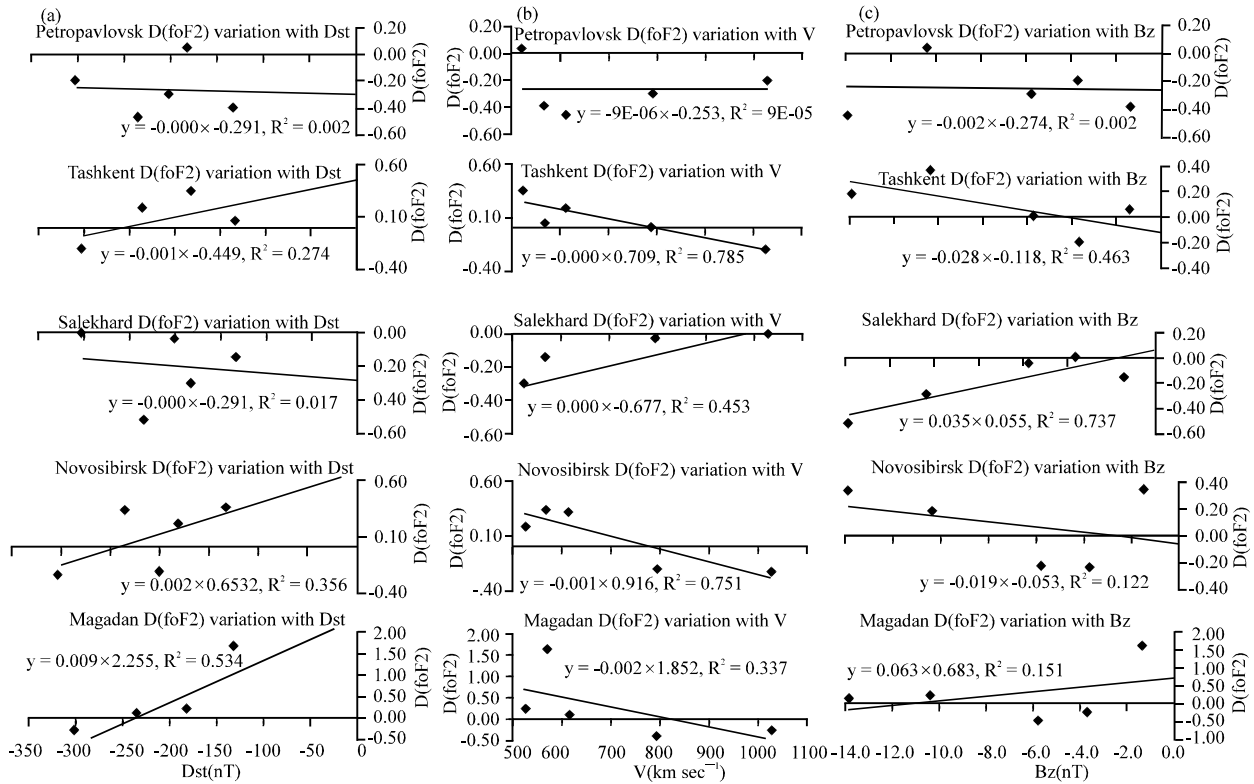 (a)
Petropavlovsk D(foF2) variation with Dst
0.20
0.00
-0.20
-0.40
-0.60
D(foF2)
y = -0.000×-0.291, R² = 0.002
Tashkent D(foF2) variation with Dst
0.60
0.10
-0.40
D(foF2)
y = -0.001×-0.449, R² = 0.274
Salekhard D(foF2) variation with Dst
0.00
-0.20
-0.40
-0.60
D(foF2)
y = -0.000×-0.291, R² = 0.017
Novosibirsk D(foF2) variation with Dst
0.60
0.10
-0.40
D(foF2)
y = 0.002×0.6532, R² = 0.356
Magadan D(foF2) variation with Dst
2.00
1.50
1.00
0.50
0.00
-0.50
D(foF2)
y = 0.009×2.255, R² = 0.534
-350 -300 -250 -200 -150 -100 -50 0
Dst(nT)
(b)
0.20
0.00
-0.20
-0.40
-0.60
D(foF2)
Petropavlovsk D(foF2) variation with V
y = -9E-06×-0.253, R² = 9E-05
0.60
0.10
-0.40
D(foF2)
Tashkent D(foF2) variation with V
y = -0.000×0.709, R² = 0.785
-0.00
-0.20
-0.40
-0.60
D(foF2)
Salekhard D(foF2) variation with V
y = 0.000×-0.677, R² = 0.453
0.60
0.10
-.40
D(foF2)
Novosibirsk D(foF2) variation with V
y = -0.001×0.916, R² = 0.751
2.00
1.50
1.00
0.50
0.00
-0.50
D(foF2)
Magadan D(foF2) variation with V
y = -0.002×1.852, R² = 0.337
500 600 700 800 900 1000 1100
V(km sec⁻¹)
(c)
Petropavlovsk D(foF2) variation with Bz
0.20
0.00
-0.20
-0.40
-0.60
D(foF2)
y = -0.002×-0.274, R² = 0.002
Tashkent D(foF2) variation with Bz
0.40
0.20
0.00
-0.20
-0.40
D(foF2)
y = -0.028×-0.118, R² = 0.463
Salekhard D(foF2) variation with Bz
0.20
0.00
-0.20
-0.40
-0.60
D(foF2)
y = 0.035×0.055, R² = 0.737
Novosibirsk D(foF2) variation with Bz
0.40
0.20
0.00
-0.20
-0.40
D(foF2)
y = -0.019×-0.053, R² = 0.122
Magadan D(foF2) variation with Bz
2.00
1.50
1.00
0.50
0.00
-0.50
-1.00
D(foF2)
y = 0.063×0.683, R² = 0.151
-14.0 -10.0 -6.0 -2.0 0.0
Bz(nT)